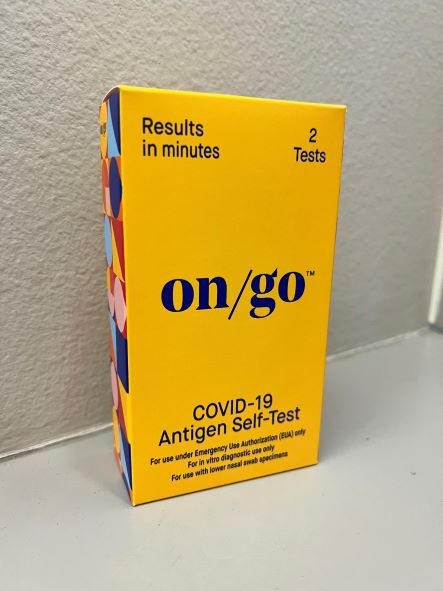 Results
in minutes
2
Tests
on/go™
COVID-19
Antigen Self-Test
For use under Emergency Use Authorization (EUA) only
For in vitro diagnostic use only
For use with lower nasal swab specimens